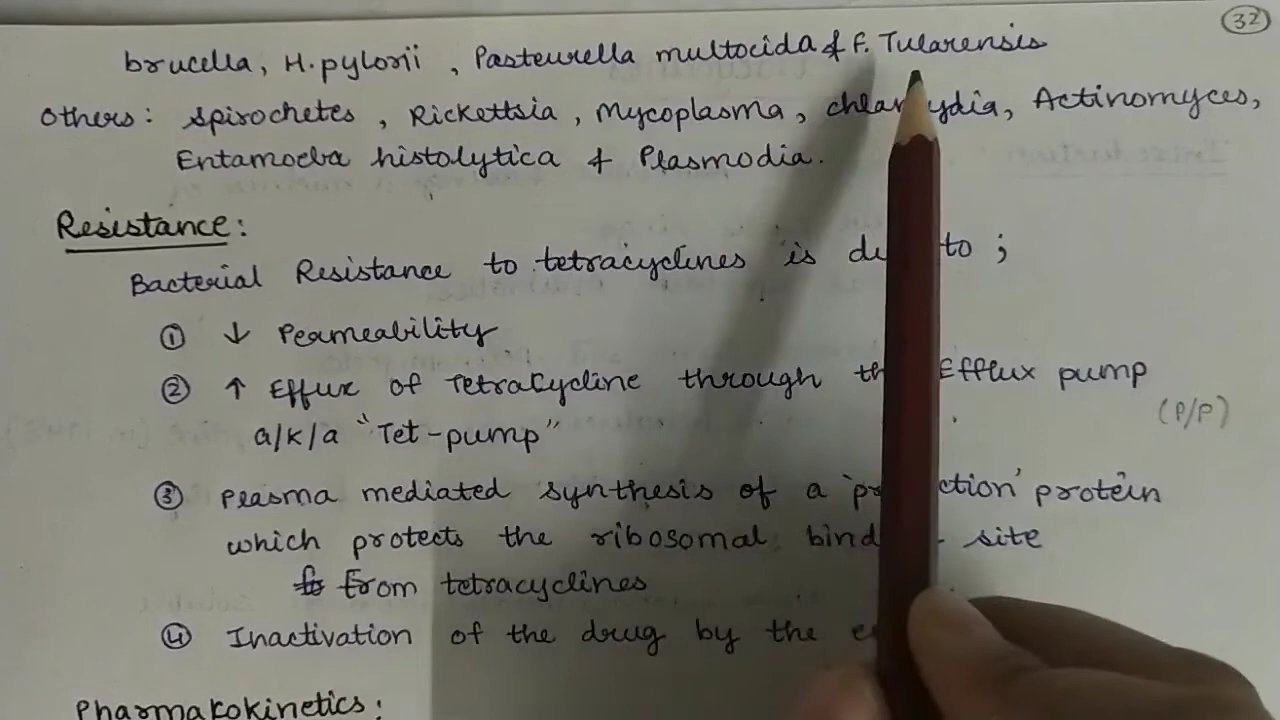 32
brucella, H.pylorii, Pasteurella multocida & F. Tularensis
Others: Spirochetes, Rickettsia, Mycoplasma, chlam ydia, Actinomyces,
Entamoeba histolytica & Plasmodia.
Resistance:
Bacterial Resistance to tetracyclines is du to ;
① ↓ Permeability
② ↑ Efflux of Tetracycline through th Efflux pump
a/k/a "Tet-pump" (P/P)
③ Plasma mediated synthesis of a 'pr ction' protein
which protects the ribosomal bind site
from tetracyclines
④ Inactivation of the drug by the
Pharmakokinetics: